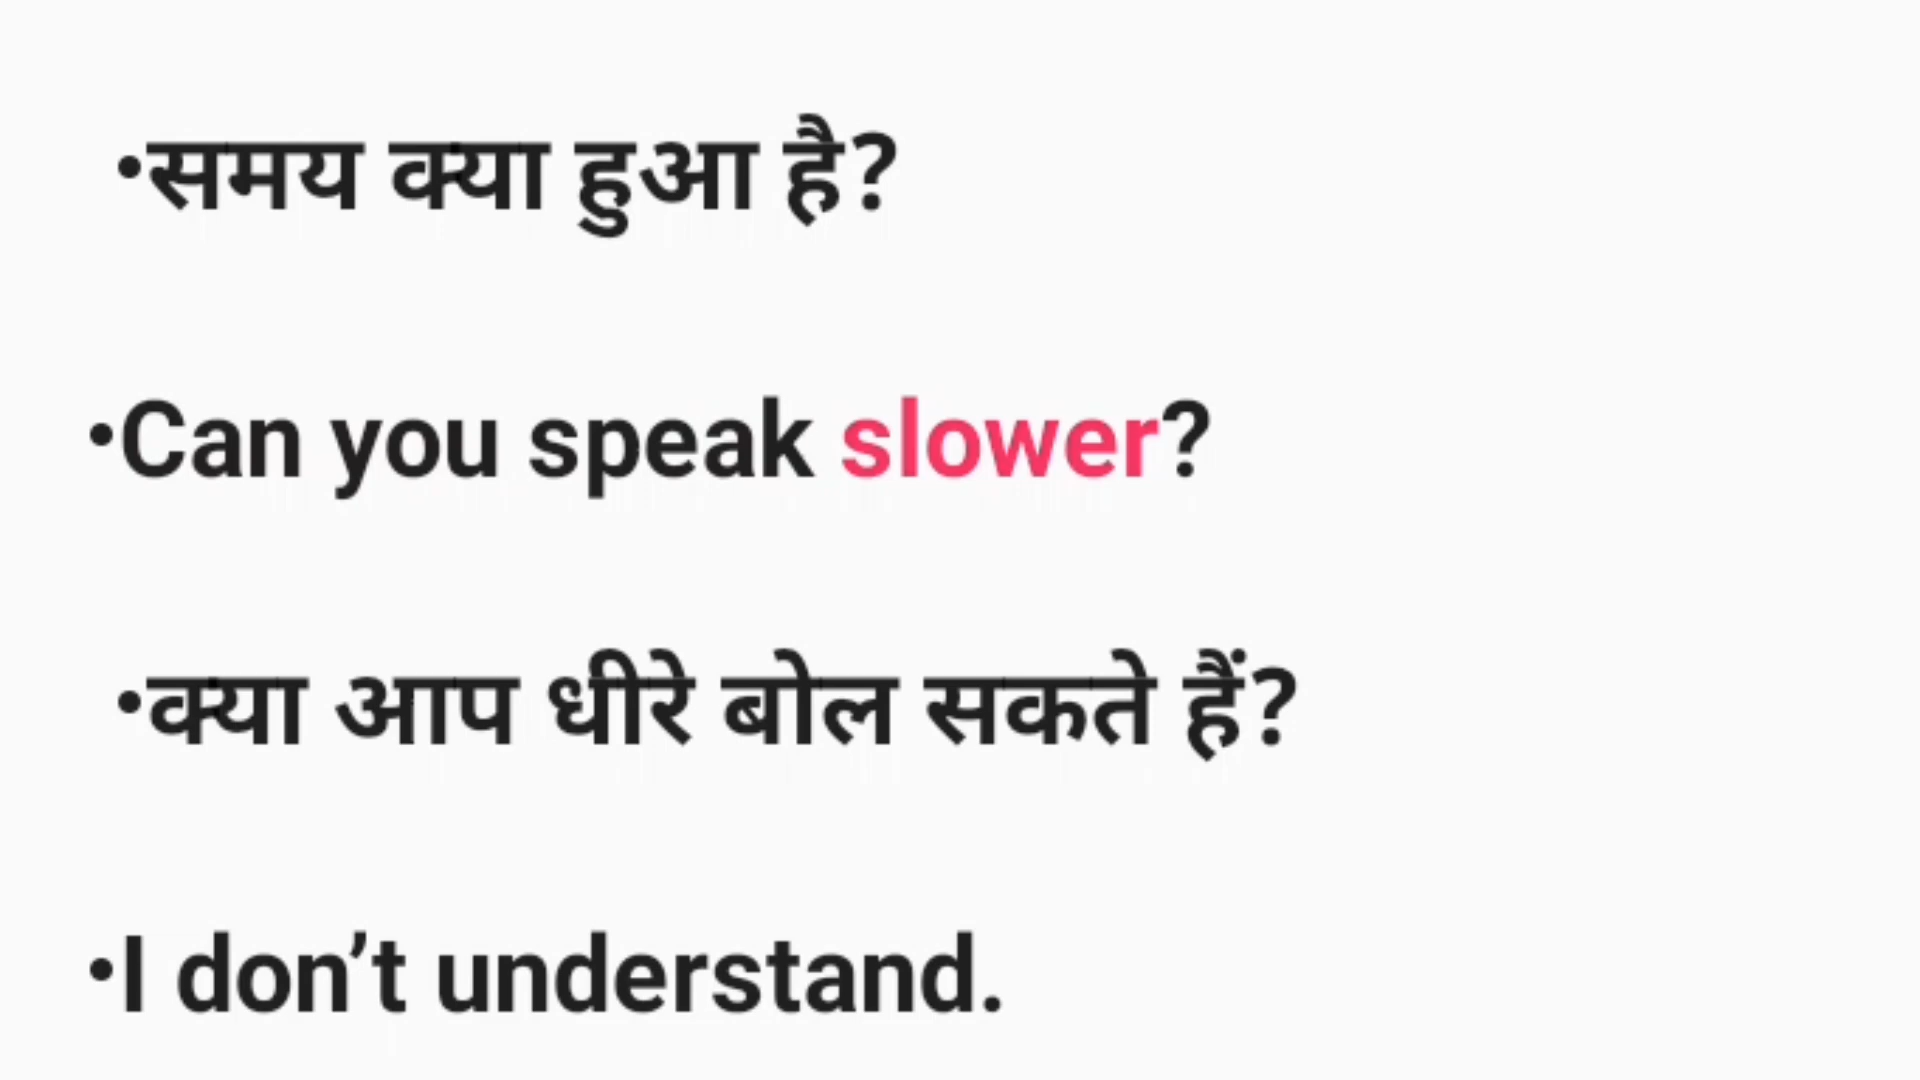 •समय क्या हुआ है?
•Can you speak slower?
•क्या आप धीरे बोल सकते हैं?
•I don’t understand.